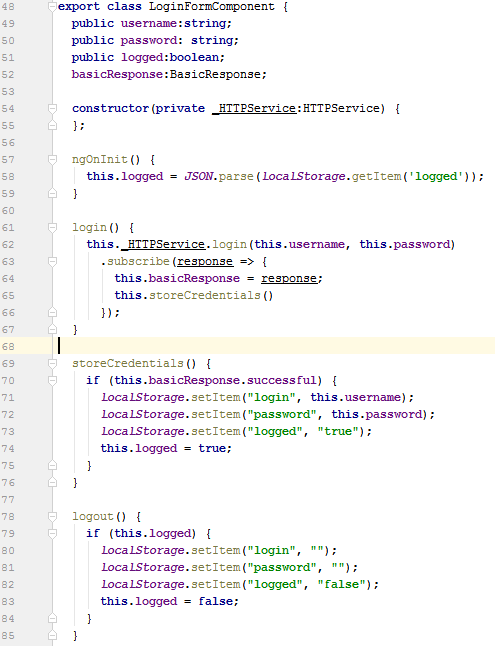 48 export class LoginFormComponent {
49   public username:string;
50   public password: string;
51   public logged:boolean;
52   basicResponse:BasicResponse;
53
54   constructor(private _HTTPService:HTTPService) {
55   };
56
57   ngOnInit() {
58     this.logged = JSON.parse(localStorage.getItem('logged'));
59   }
60
61   login() {
62     this._HTTPService.login(this.username, this.password)
63       .subscribe(response => {
64         this.basicResponse = response;
65         this.storeCredentials()
66       });
67   }
68
69   storeCredentials() {
70     if (this.basicResponse.successful) {
71       localStorage.setItem("login", this.username);
72       localStorage.setItem("password", this.password);
73       localStorage.setItem("logged", "true");
74       this.logged = true;
75     }
76   }
77
78   logout() {
79     if (this.logged) {
80       localStorage.setItem("login", "");
81       localStorage.setItem("password", "");
82       localStorage.setItem("logged", "false");
83       this.logged = false;
84     }
85   }